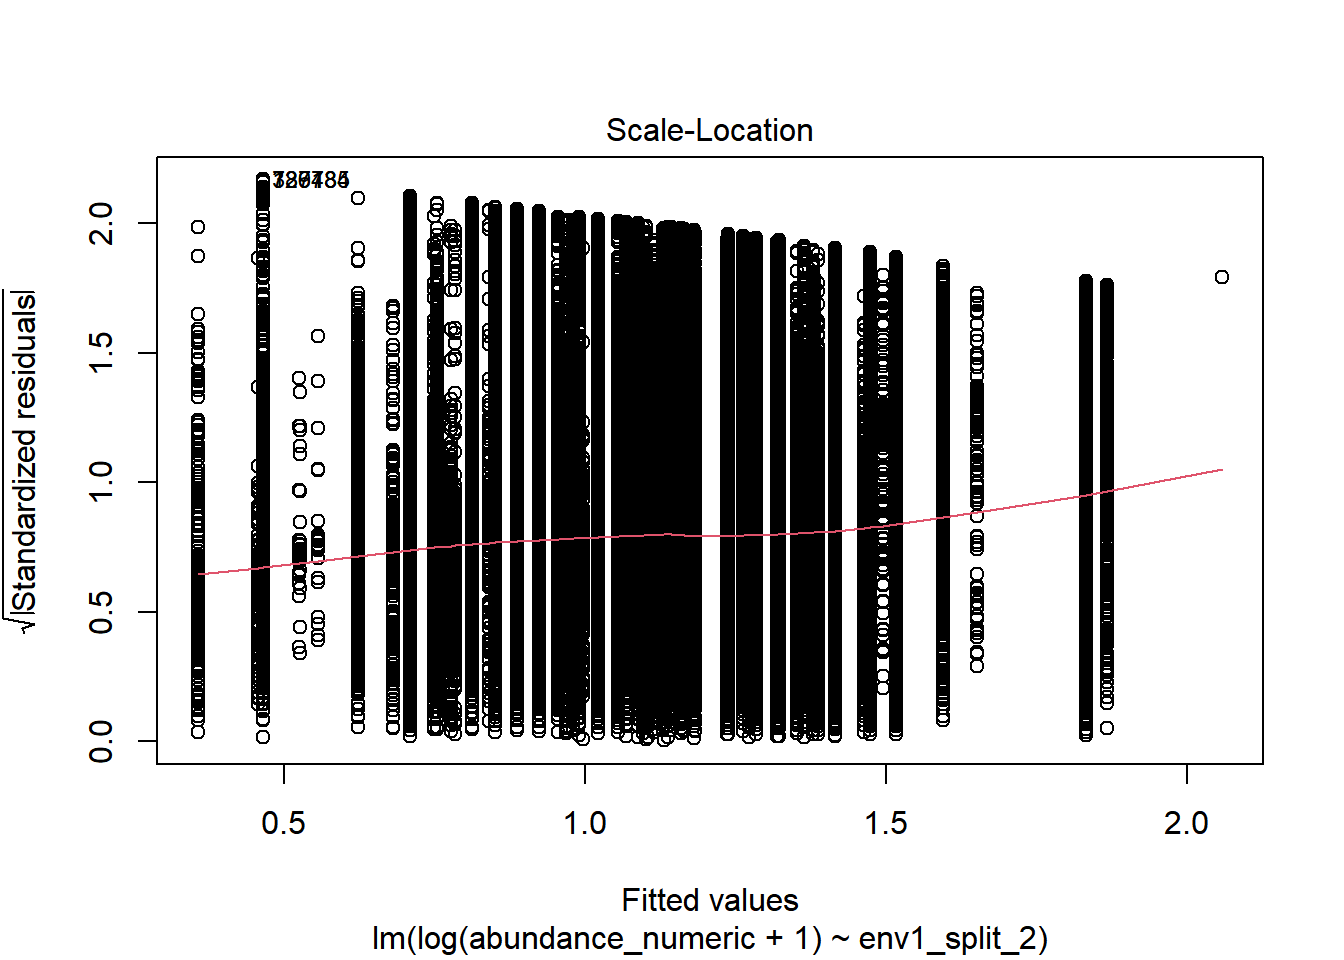 Scale-Location
√|Standardized residuals|
2.0
1.5
1.0
0.5
0.0
0.5 1.0 1.5 2.0
Fitted values
lm(log(abundance_numeric + 1) ~ env1_split_2)